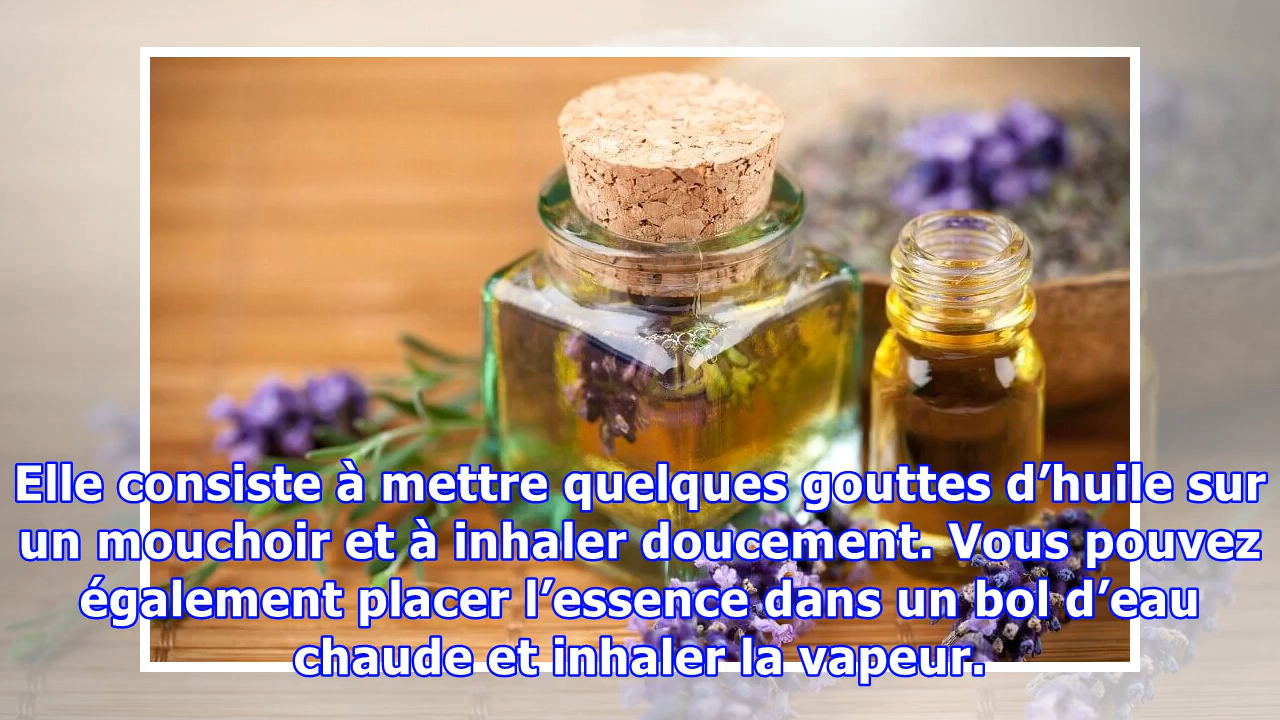 Elle consiste à mettre quelques gouttes d’huile sur
un mouchoir et à inhaler doucement. Vous pouvez
également placer l’essence dans un bol d’eau
chaude et inhaler la vapeur.